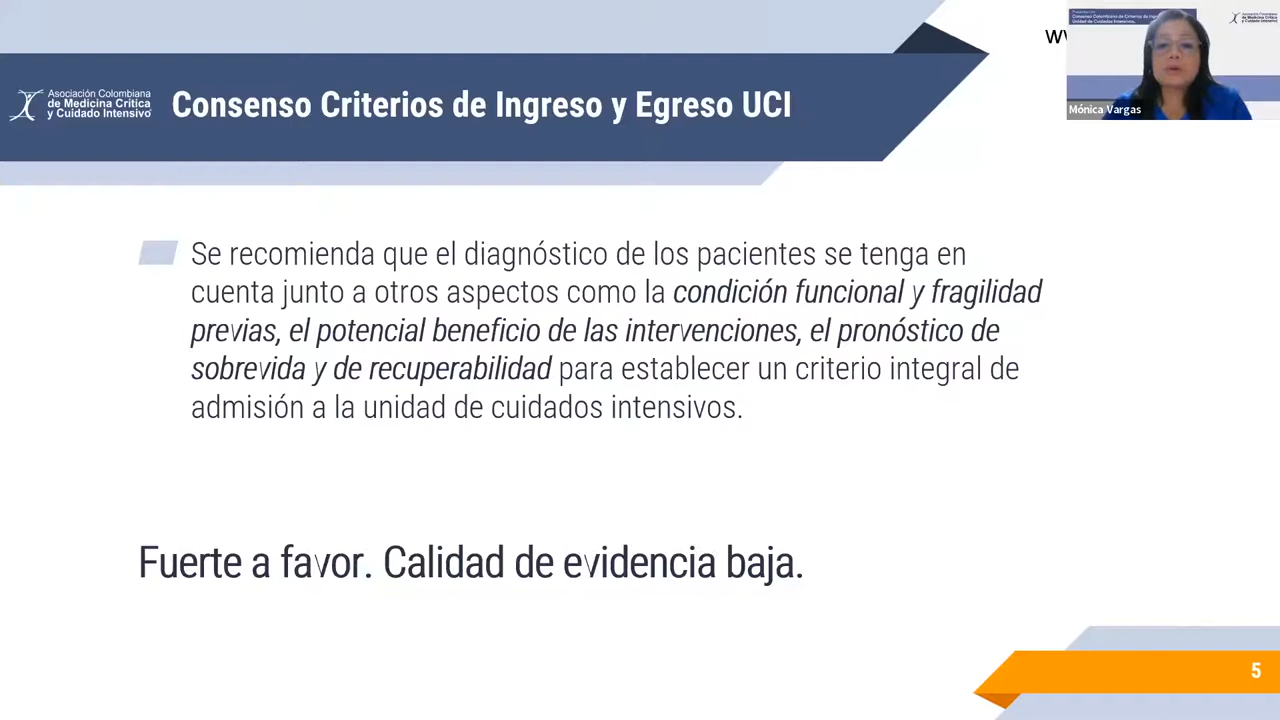 Asociación Colombiana
de Medicina Crítica
y Cuidado Intensivo
Consenso Criterios de Ingreso y Egreso UCI
Se recomienda que el diagnóstico de los pacientes se tenga en
cuenta junto a otros aspectos como la condición funcional y fragilidad
previas, el potencial beneficio de las intervenciones, el pronóstico de
sobrevida y de recuperabilidad para establecer un criterio integral de
admisión a la unidad de cuidados intensivos.
Fuerte a favor. Calidad de evidencia baja.
5
Mónica Vargas